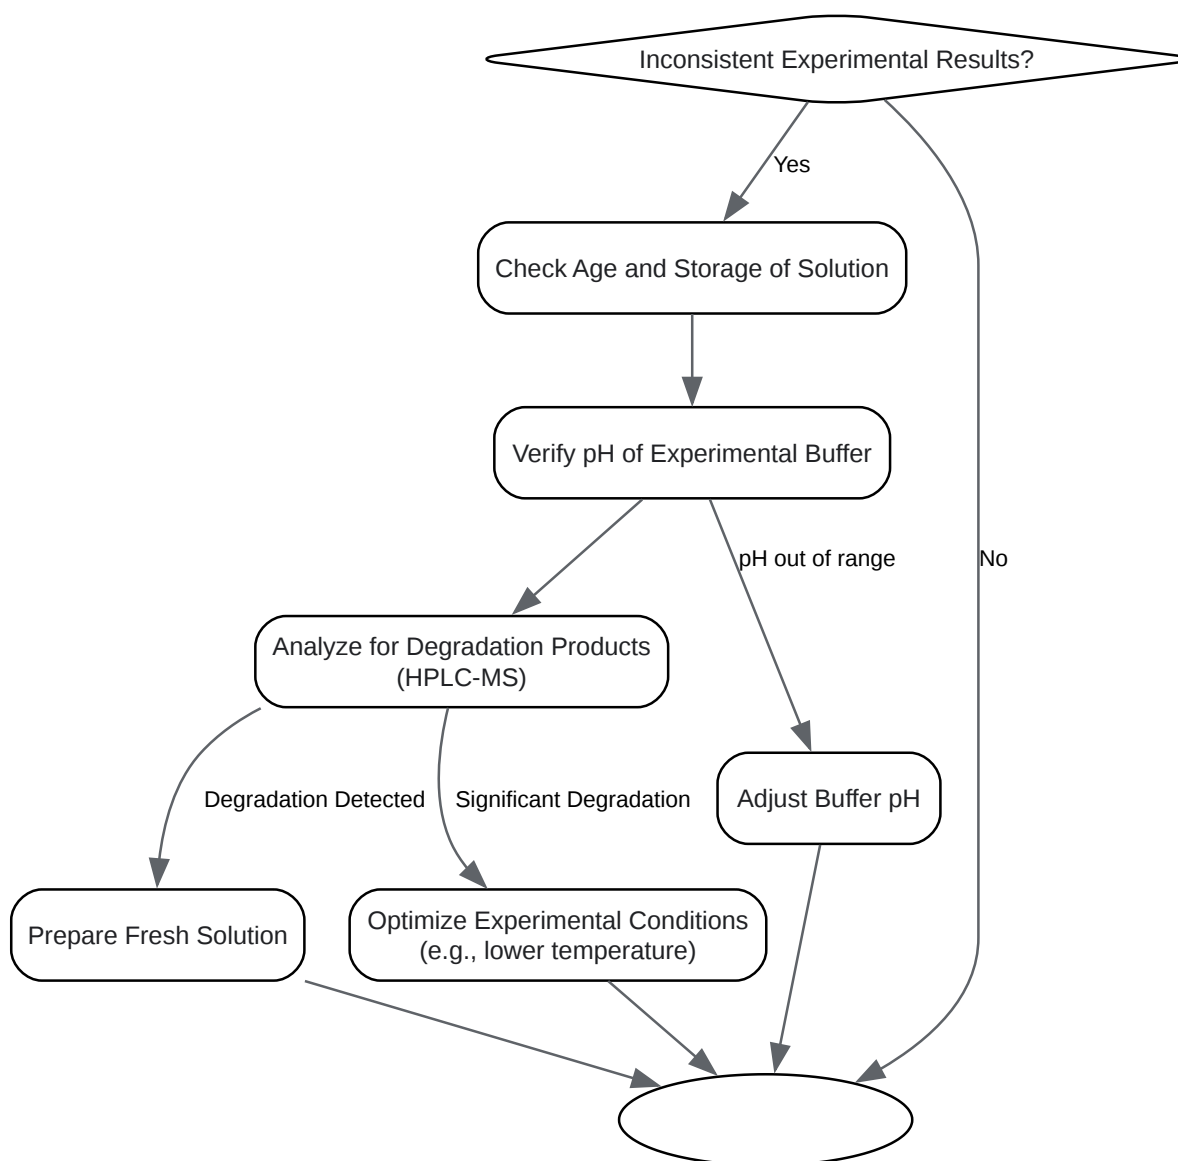 Inconsistent Experimental Results?
Yes
Check Age and Storage of Solution
Verify pH of Experimental Buffer
pH out of range
No
Analyze for Degradation Products
(HPLC-MS)
Degradation Detected
Significant Degradation
Adjust Buffer pH
Prepare Fresh Solution
Optimize Experimental Conditions
(e.g., lower temperature)